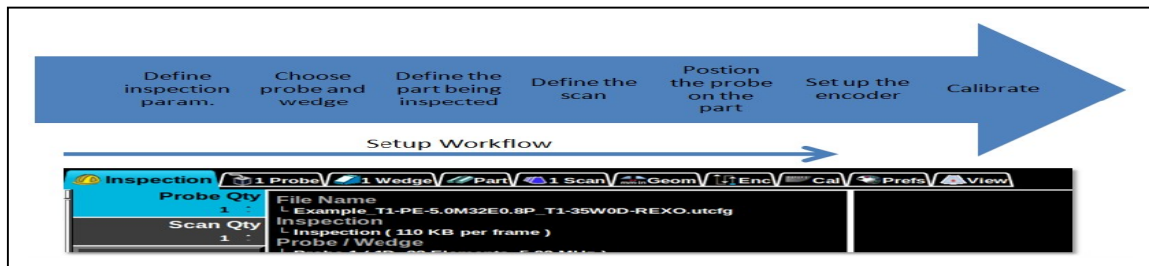 Define
inspection
param.
Choose
probe and
wedge
Define the
part being
inspected
Define the
scan
Postion
the probe
on the
part
Set up the
encoder
Calibrate
Setup Workflow
Inspection 1 Probe 1 Wedge Part 1 Scan Geom Enc Cal Prefs View
Probe Qty
1
Scan Qty
1
File Name
Example_T1-PE-5.0M32E0.8P_T1-35W0D-REXO.utcfg
Inspection
Inspection ( 110 KB per frame )
Probe / Wedge